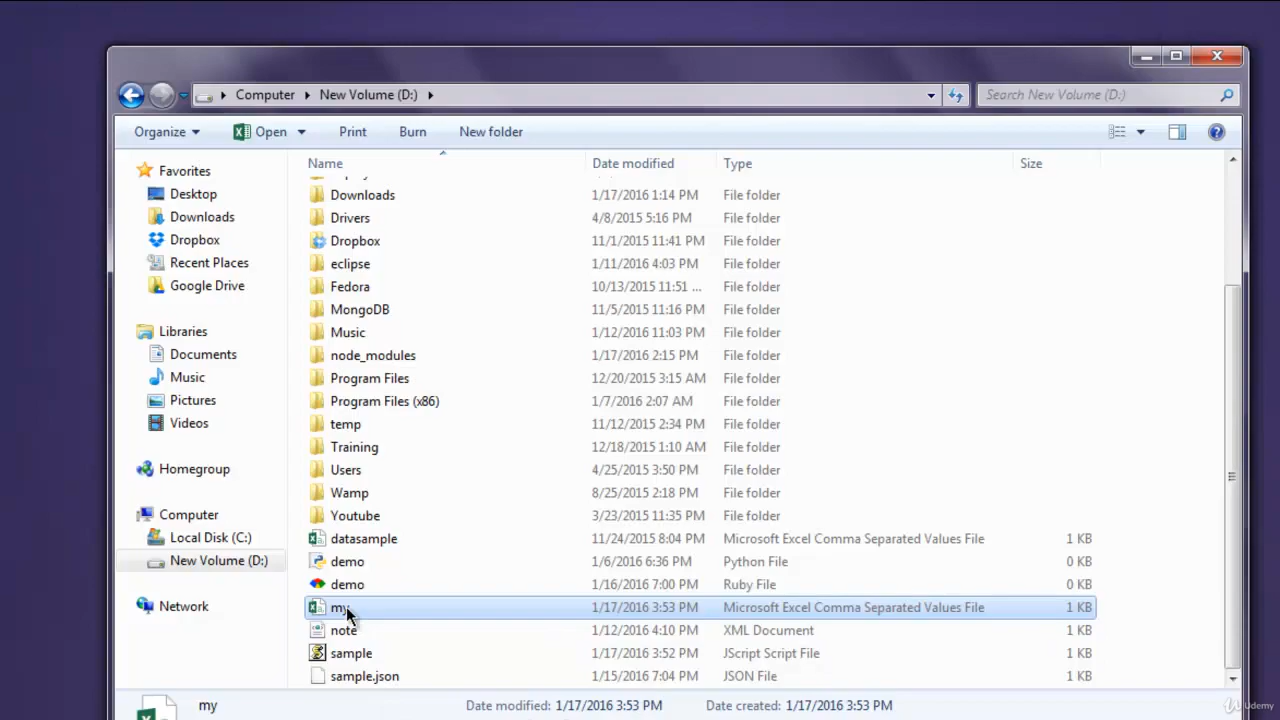 Computer New Volume (D:) Search New Volume (D:)
Organize Open Print Burn New folder
Favorites
Desktop
Downloads
Dropbox
Recent Places
Google Drive
Libraries
Documents
Music
Pictures
Videos
Homegroup
Computer
Local Disk (C:)
New Volume (D:)
Network
Name Date modified Type Size
Downloads 1/17/2016 1:14 PM File folder
Drivers 4/8/2015 5:16 PM File folder
Dropbox 11/1/2015 11:41 PM File folder
eclipse 1/11/2016 4:03 PM File folder
Fedora 10/13/2015 11:51 ... File folder
MongoDB 11/5/2015 11:16 PM File folder
Music 1/12/2016 11:03 PM File folder
node_modules 1/17/2016 2:15 PM File folder
Program Files 12/20/2015 3:15 AM File folder
Program Files (x86) 1/7/2016 2:07 AM File folder
temp 11/12/2015 2:34 PM File folder
Training 12/18/2015 1:10 AM File folder
Users 4/25/2015 3:50 PM File folder
Wamp 8/25/2015 2:18 PM File folder
Youtube 3/23/2015 11:35 PM File folder
datasample 11/24/2015 8:04 PM Microsoft Excel Comma Separated Values File 1 KB
demo 1/6/2016 6:36 PM Python File 0 KB
demo 1/16/2016 7:00 PM Ruby File 0 KB
my 1/17/2016 3:53 PM Microsoft Excel Comma Separated Values File 1 KB
note 1/12/2016 4:10 PM XML Document 1 KB
sample 1/17/2016 3:52 PM JScript Script File 1 KB
sample.json 1/15/2016 7:04 PM JSON File 1 KB
my Date modified: 1/17/2016 3:53 PM Date created: 1/17/2016 3:53 PM
Udemy